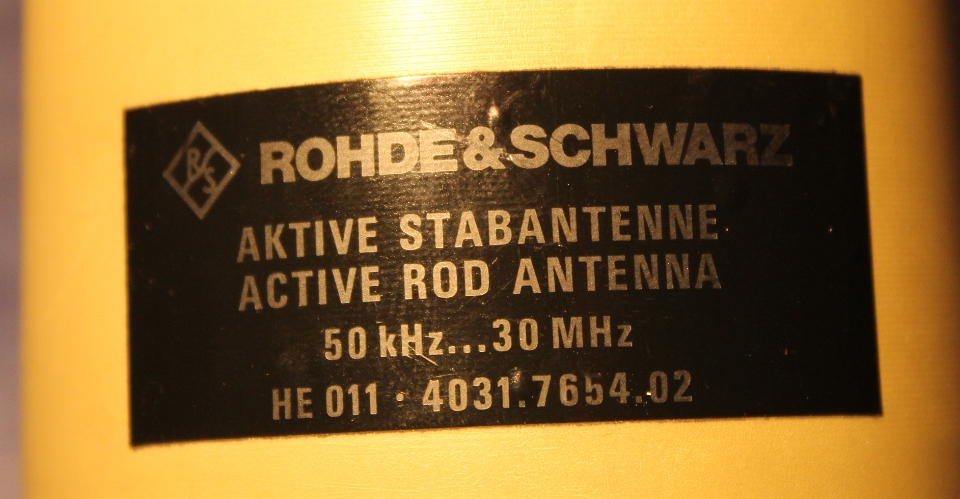 R&S ROHDE&SCHWARZ
AKTIVE STABANTENNE
ACTIVE ROD ANTENNA
50 kHz...30 MHz
HE 011 · 4031.7654.02